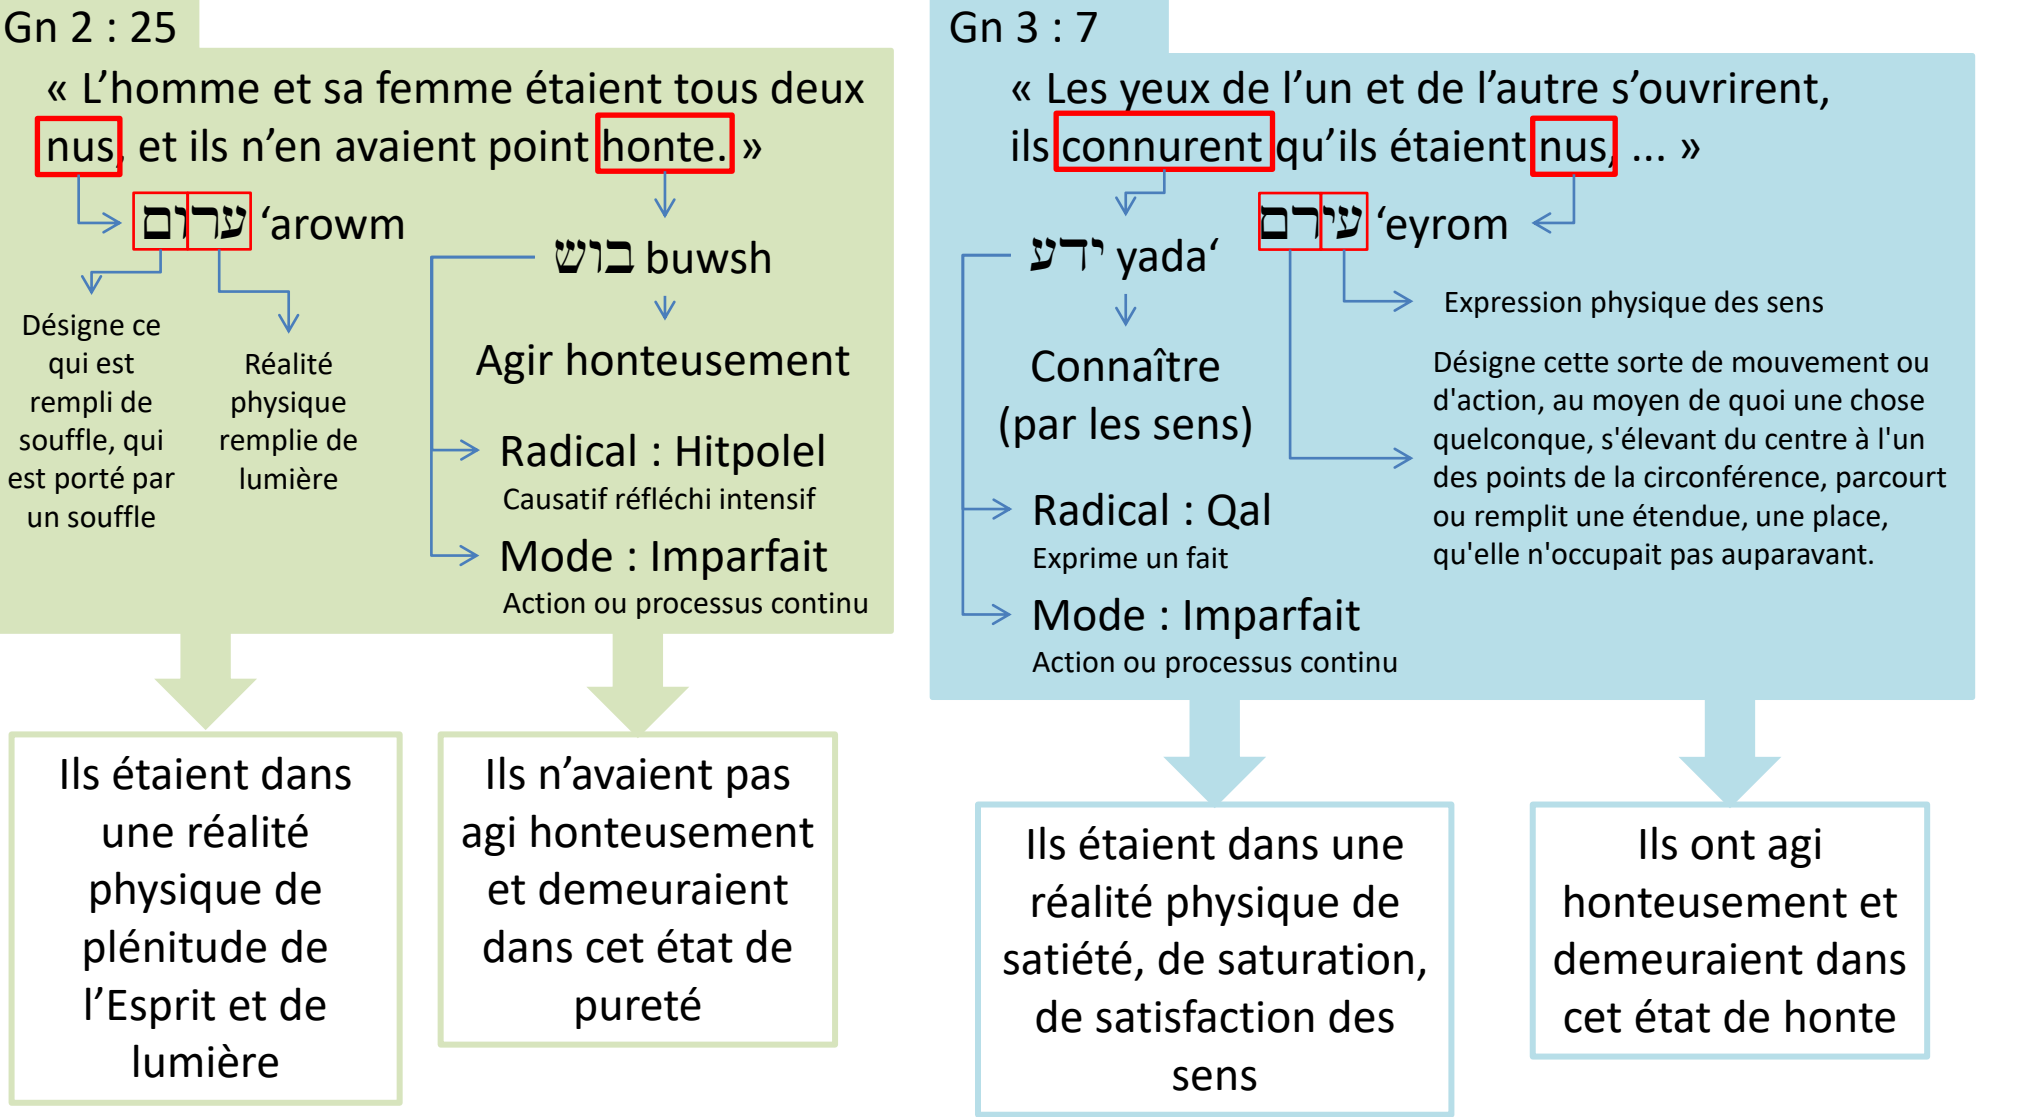 Gn 2 : 25
« L’homme et sa femme étaient tous deux
nus, et ils n’en avaient point honte. »
ערום ‘arowm
בוש buwsh
Désigne ce
qui est
rempli de
souffle, qui
est porté par
un souffle
Réalité
physique
remplie de
lumière
Agir honteusement
Radical : Hitpolel
Causatif réfléchi intensif
Mode : Imparfait
Action ou processus continu
Ils étaient dans
une réalité
physique de
plénitude de
l’Esprit et de
lumière
Ils n’avaient pas
agi honteusement
et demeuraient
dans cet état de
pureté
Gn 3 : 7
« Les yeux de l’un et de l’autre s’ouvrirent,
ils connurent qu’ils étaient nus, ... »
ידע yada‘
עירם ‘eyrom
Connaître
(par les sens)
Radical : Qal
Exprime un fait
Mode : Imparfait
Action ou processus continu
Expression physique des sens
Désigne cette sorte de mouvement ou
d'action, au moyen de quoi une chose
quelconque, s'élevant du centre à l'un
des points de la circonférence, parcourt
ou remplit une étendue, une place,
qu'elle n'occupait pas auparavant.
Ils étaient dans une
réalité physique de
satiété, de saturation,
de satisfaction des
sens
Ils ont agi
honteusement et
demeuraient dans
cet état de honte